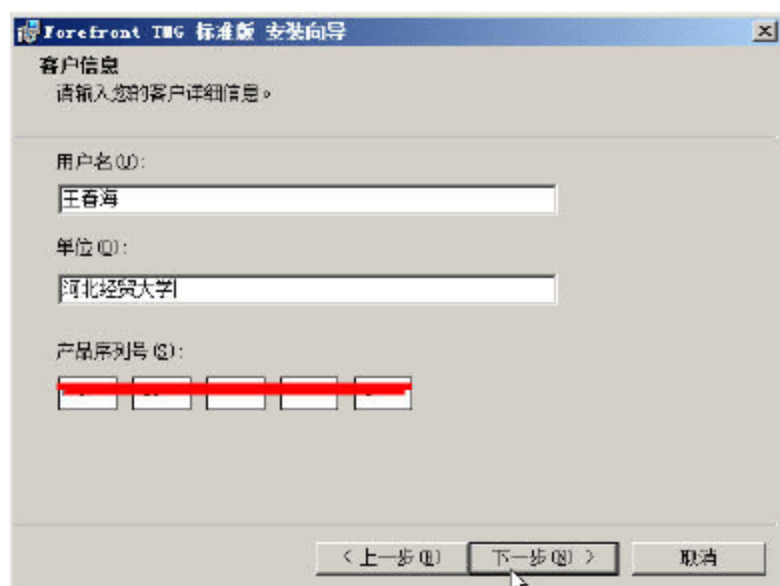 Forefront TMG 标准版 安装向导
客户信息
请输入您的客户详细信息。
用户名(U):
王春海
单位(O):
河北经贸大学
产品序列号(S):
< 上一步(B) 下一步(N) > 取消